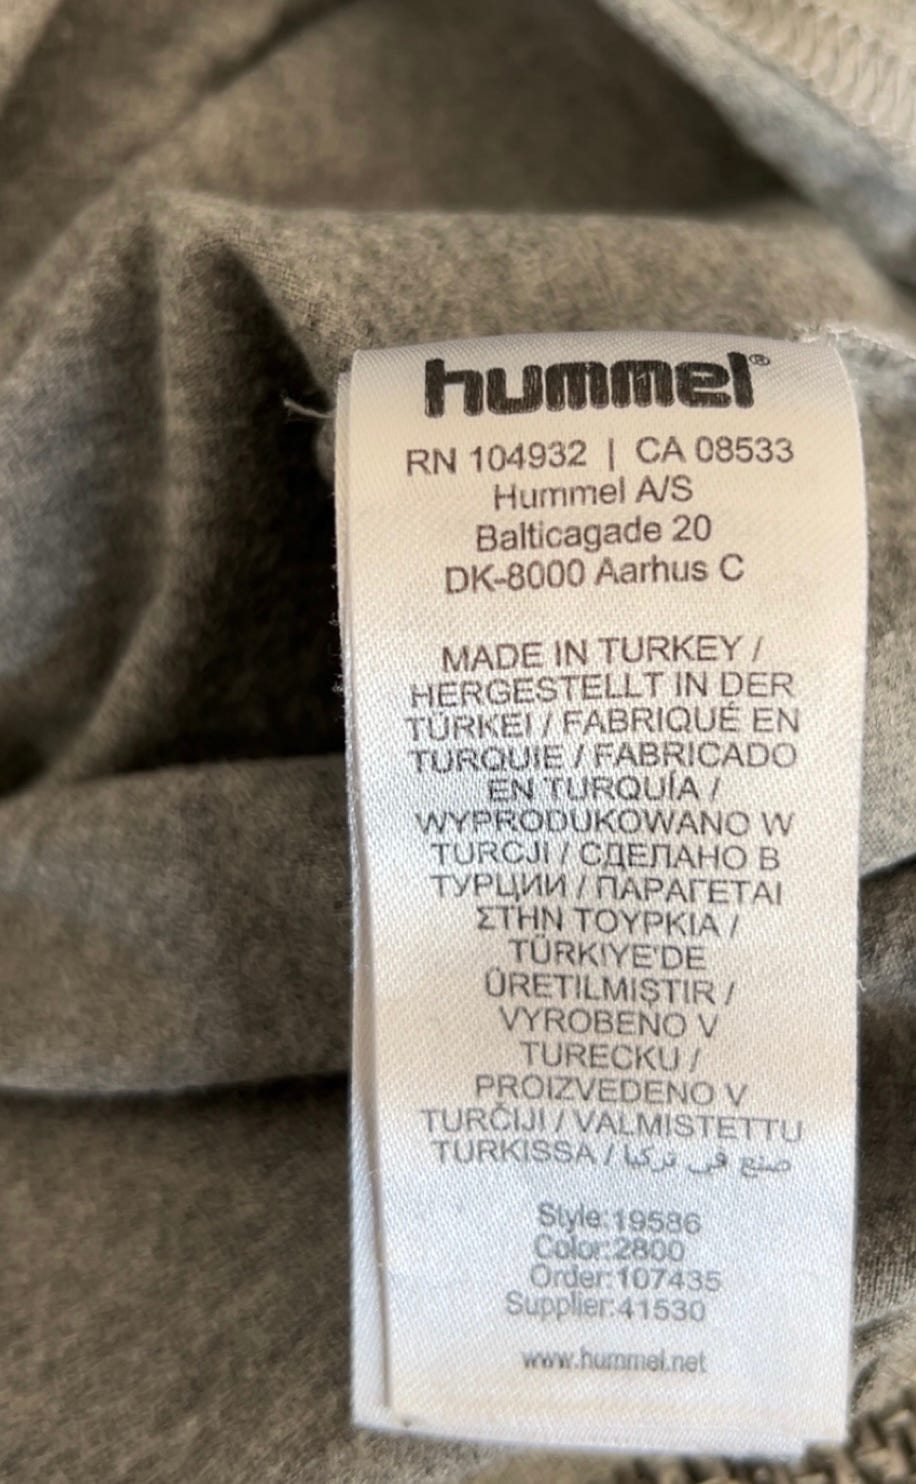 hummel®
RN 104932 | CA 08533
Hummel A/S
Balticagade 20
DK-8000 Aarhus C
MADE IN TURKEY /
HERGESTELLT IN DER
TÜRKEI / FABRIQUÉ EN
TURQUIE / FABRICADO
EN TURQUÍA /
WYPRODUKOWANO W
TURCJI / СДЕЛАНО В
ТУРЦИИ / ΠΑΡΑΓΕΤΑΙ
ΣΤΗΝ ΤΟΥΡΚΙΑ /
TÜRKIYE'DE
ÜRETILMIŞTIR /
VYROBENO V
TURECKU /
PROIZVEDENO V
TURČIJI / VALMISTETTU
TURKISSA / صنع في تركيا
Style:19586
Color:2800
Order:107435
Supplier:41530
www.hummel.net